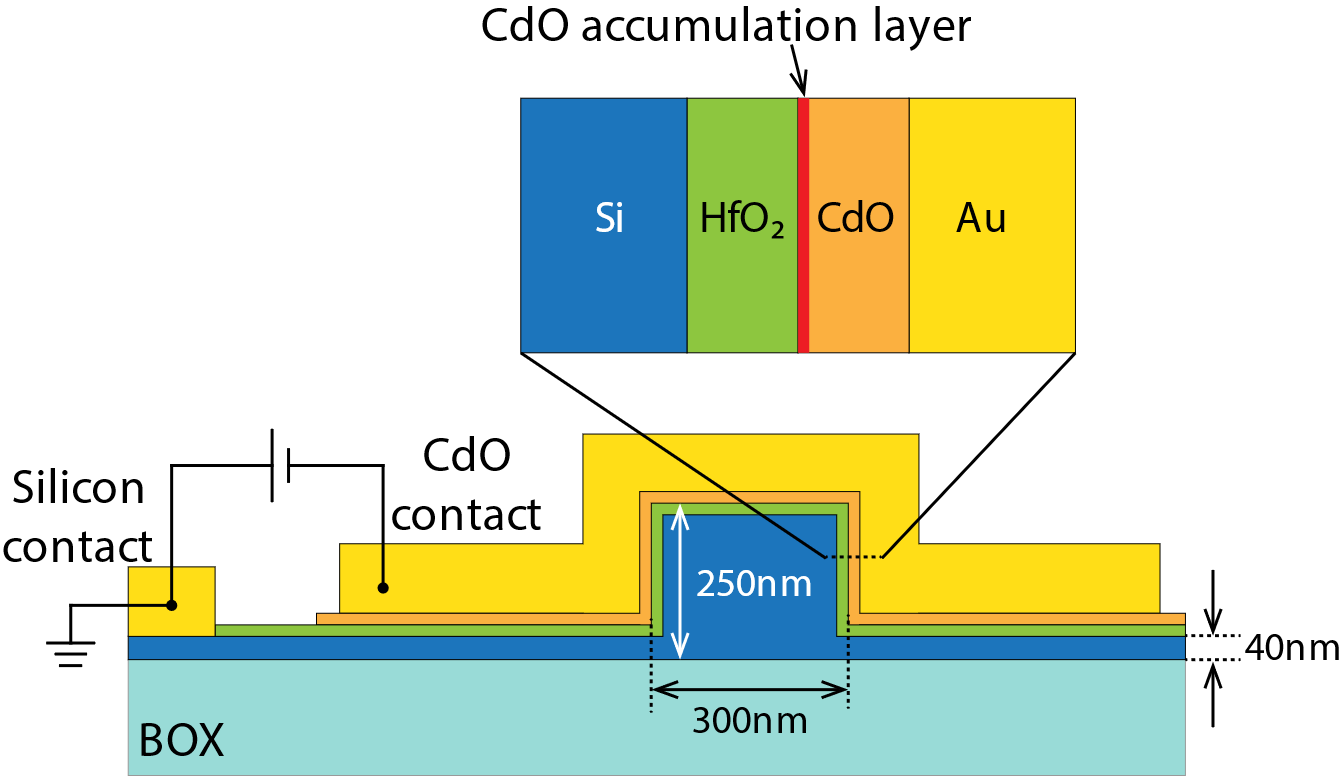 CdO accumulation layer
Si
HfO₂
CdO
Au
CdO
contact
Silicon
contact
250nm
300nm
40nm
BOX